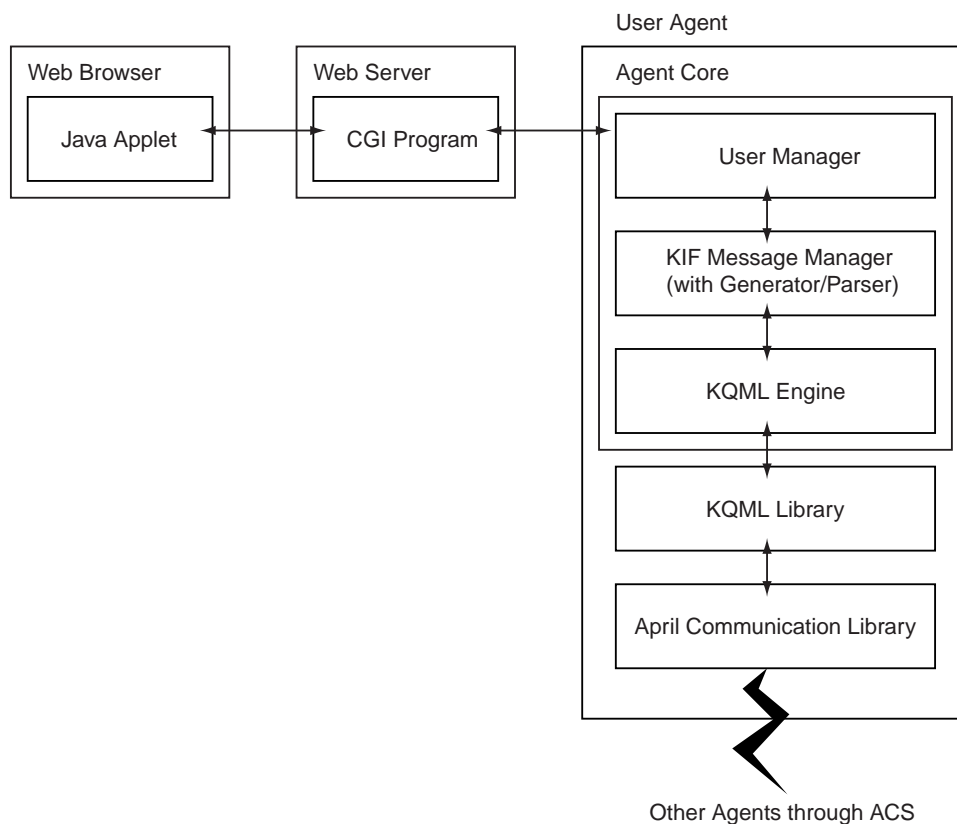 User Agent
Web Browser
Web Server
Agent Core
Java Applet
CGI Program
User Manager
KIF Message Manager
(with Generator/Parser)
KQML Engine
KQML Library
April Communication Library
Other Agents through ACS